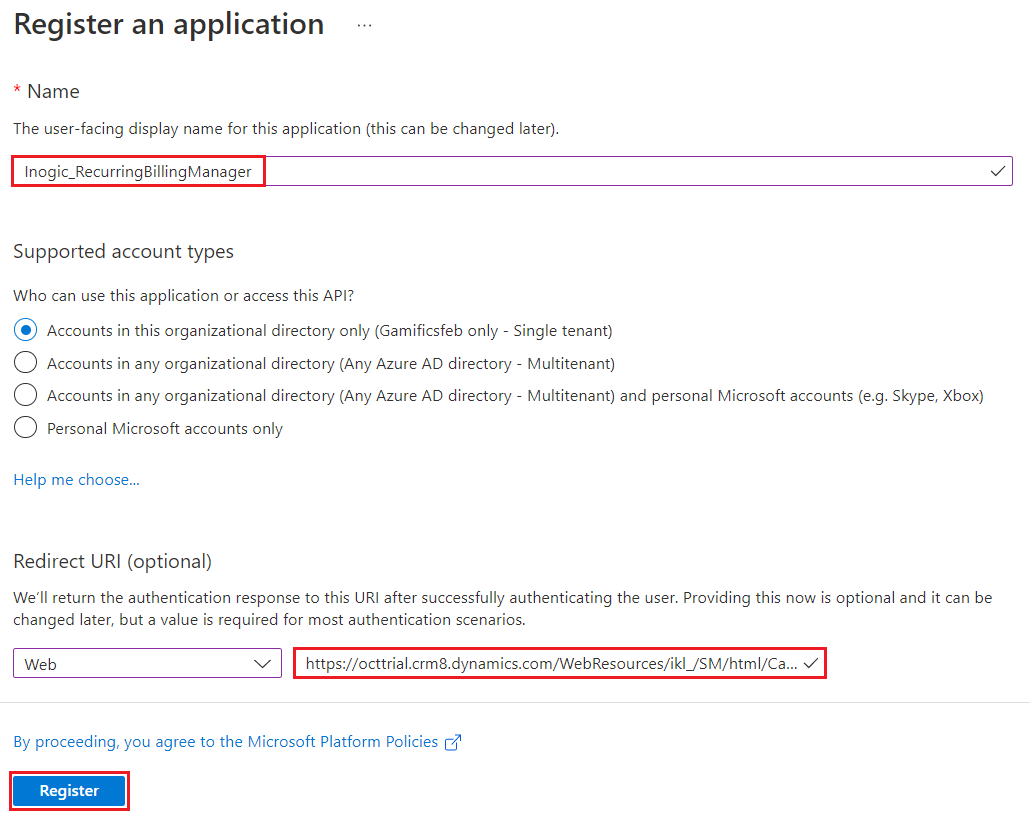 Register an application ...
* Name
The user-facing display name for this application (this can be changed later).
Inogic_RecurringBillingManager
Supported account types
Who can use this application or access this API?
Accounts in this organizational directory only (Gamificsfeb only - Single tenant)
Accounts in any organizational directory (Any Azure AD directory - Multitenant)
Accounts in any organizational directory (Any Azure AD directory - Multitenant) and personal Microsoft accounts (e.g. Skype, Xbox)
Personal Microsoft accounts only
Help me choose...
Redirect URI (optional)
We'll return the authentication response to this URI after successfully authenticating the user. Providing this now is optional and it can be
changed later, but a value is required for most authentication scenarios.
Web https://octtrial.crm8.dynamics.com/WebResources/ikl_/SM/html/Ca...
By proceeding, you agree to the Microsoft Platform Policies
Register